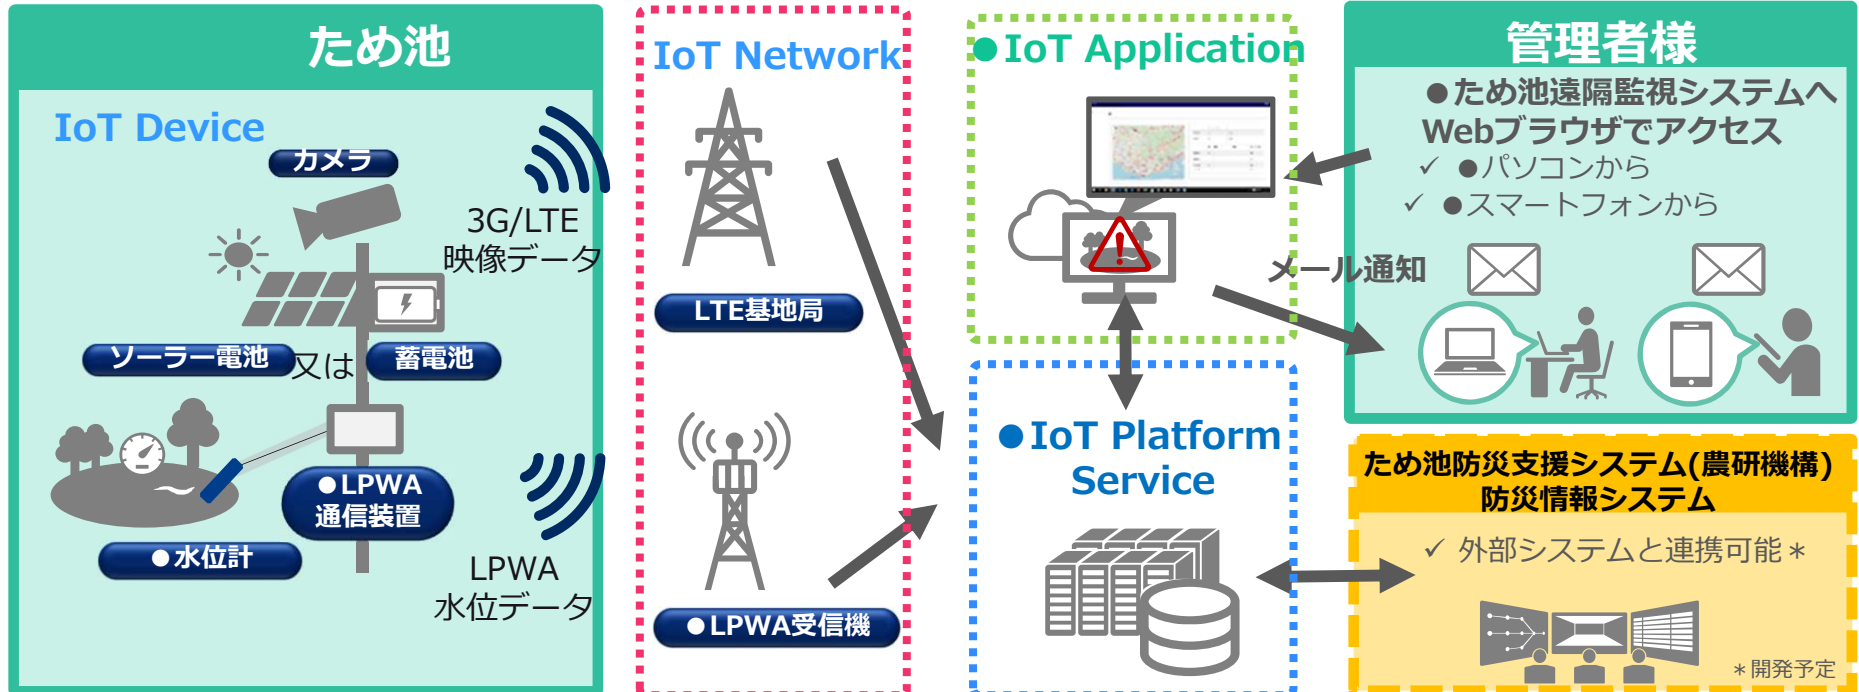 ため池
IoT Device
カメラ
3G/LTE
映像データ
ソーラー電池
又は
蓄電池
●LPWA
通信装置
●水位計
LPWA
水位データ
IoT Network
LTE基地局
●LPWA受信機
●IoT Application
メール通知
●IoT Platform
Service
管理者様
●ため池遠隔監視システムへ
Webブラウザでアクセス
✓ ●パソコンから
✓ ●スマートフォンから
ため池防災支援システム(農研機構)
防災情報システム
✓ 外部システムと連携可能＊
＊開発予定